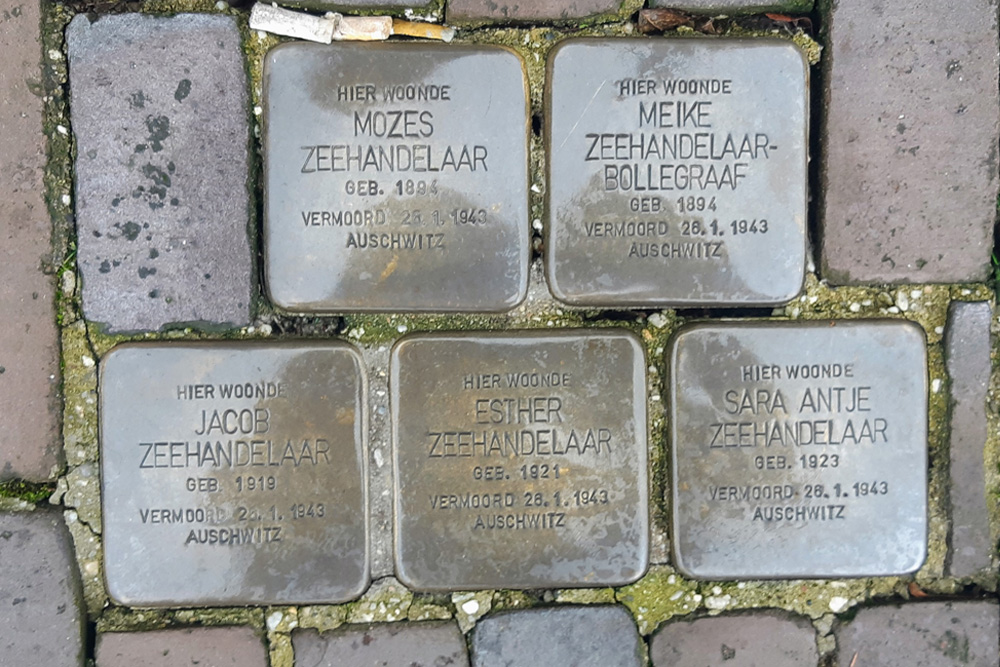 HIER WOONDE
MOZES
ZEEHANDELAAR
GEB. 1894
VERMOORD 1. 1943
AUSCHWITZ
HIER WOONDE
MEIKE
ZEEHANDELAAR-
BOLLEGRAAF
GEB. 1894
VERMOORD 26.1.1943
AUSCHWITZ
HIER WOONDE
JACOB
ZEEHANDELAAR
GEB. 1919
VERMOORD 1. 1943
AUSCHWITZ
HIER WOONDE
ESTHER
ZEEHANDELAAR
GEB. 1921
VERMOORD 26.1.1943
AUSCHWITZ
HIER WOONDE
SARA ANTJE
ZEEHANDELAAR
GEB. 1923
VERMOORD 26.1.1943
AUSCHWITZ